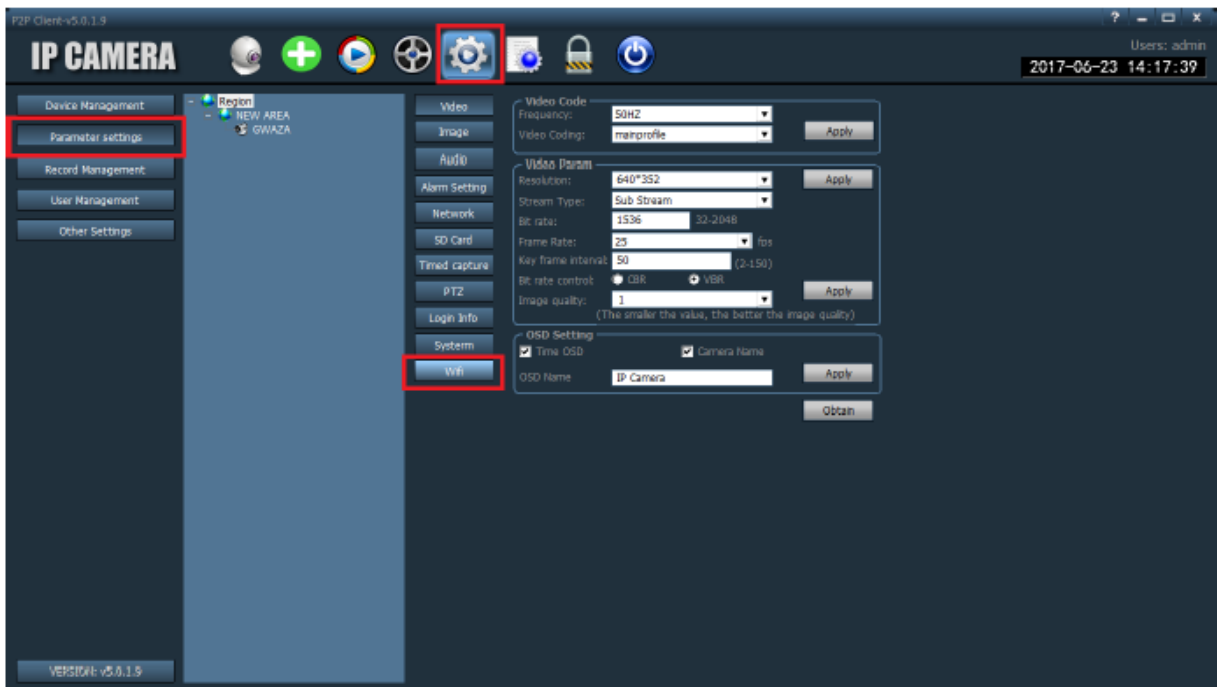 P2P Client-v5.0.1.9
? X
IP CAMERA
Users: admin
2017-06-23 14:17:39
Device Management
Parameter settings
Record Management
User Management
Other Settings
VERSION: v5.0.1.9
Region
NEW AREA
GWAZA
Video
Image
Audio
Alarm Setting
Network
SD Card
Timed capture
PTZ
Login Info
Systerm
Wifi
Video Code
Frequency: 50HZ
Video Coding: mainprofile Apply
Video Param
Resolution: 640*352 Apply
Stream Type: Sub Stream
Bit rate: 1536 32-2048
Frame Rate: 25 fps
Key frame interval: 50 (2-150)
Bit rate control: CBR VBR
Image quality: 1 Apply
(The smaller the value, the better the image quality)
OSD Setting
Time OSD Camera Name
OSD Name IP Camera Apply
Obtain